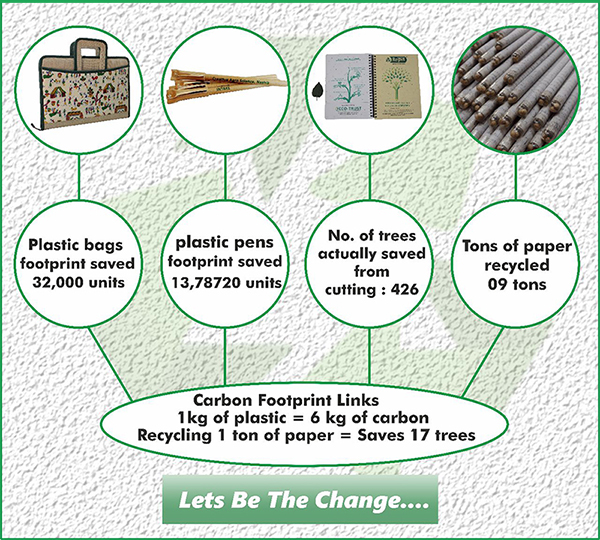 Plastic bags
footprint saved
32,000 units
plastic pens
footprint saved
13,78720 units
No. of trees
actually saved
from
cutting : 426
Tons of paper
recycled
09 tons
Carbon Footprint Links
1kg of plastic = 6 kg of carbon
Recycling 1 ton of paper = Saves 17 trees
Lets Be The Change....